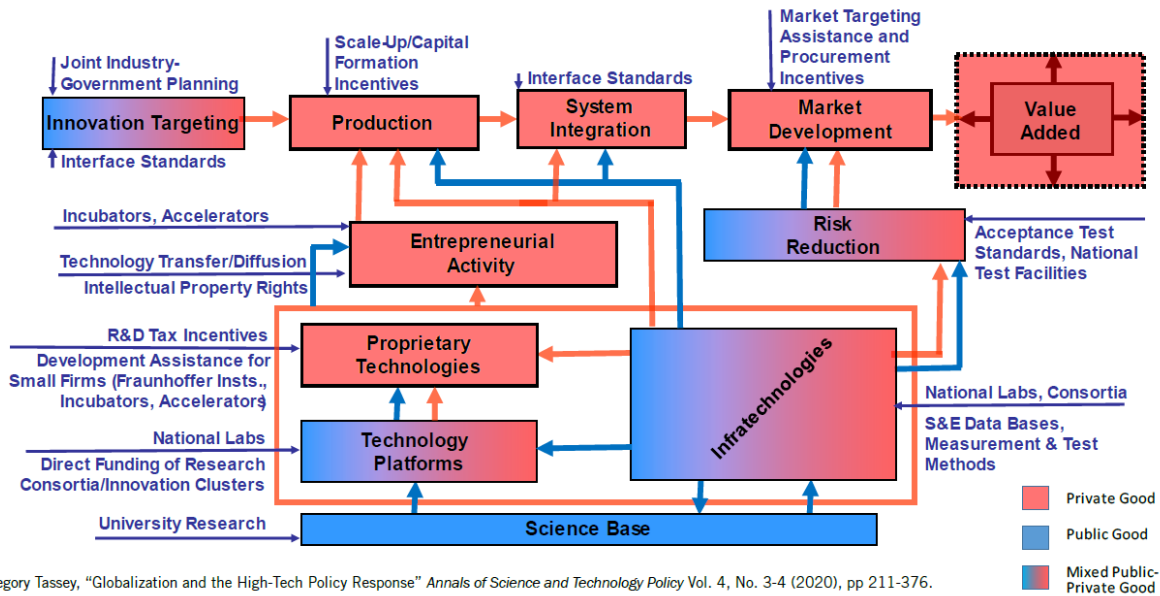 Joint Industry-
Government Planning
Scale-Up/Capital
Formation
Incentives
Interface Standards
Market Targeting
Assistance and
Procurement
Incentives
Innovation Targeting
Production
System
Integration
Market
Development
Value
Added
Interface Standards
Incubators, Accelerators
Entrepreneurial
Activity
Risk
Reduction
Acceptance Test
Standards, National
Test Facilities
Technology Transfer/Diffusion
Intellectual Property Rights
R&D Tax Incentives
Development Assistance for
Small Firms (Fraunhoffer Insts.,
Incubators, Accelerators)
Proprietary
Technologies
Infratechnologies
National Labs, Consortia
S&E Data Bases,
Measurement & Test
Methods
National Labs
Direct Funding of Research
Consortia/Innovation Clusters
Technology
Platforms
University Research
Science Base
Private Good
Public Good
Mixed Public-
Private Good
egory Tassey, “Globalization and the High-Tech Policy Response” Annals of Science and Technology Policy Vol. 4, No. 3-4 (2020), pp 211-376.